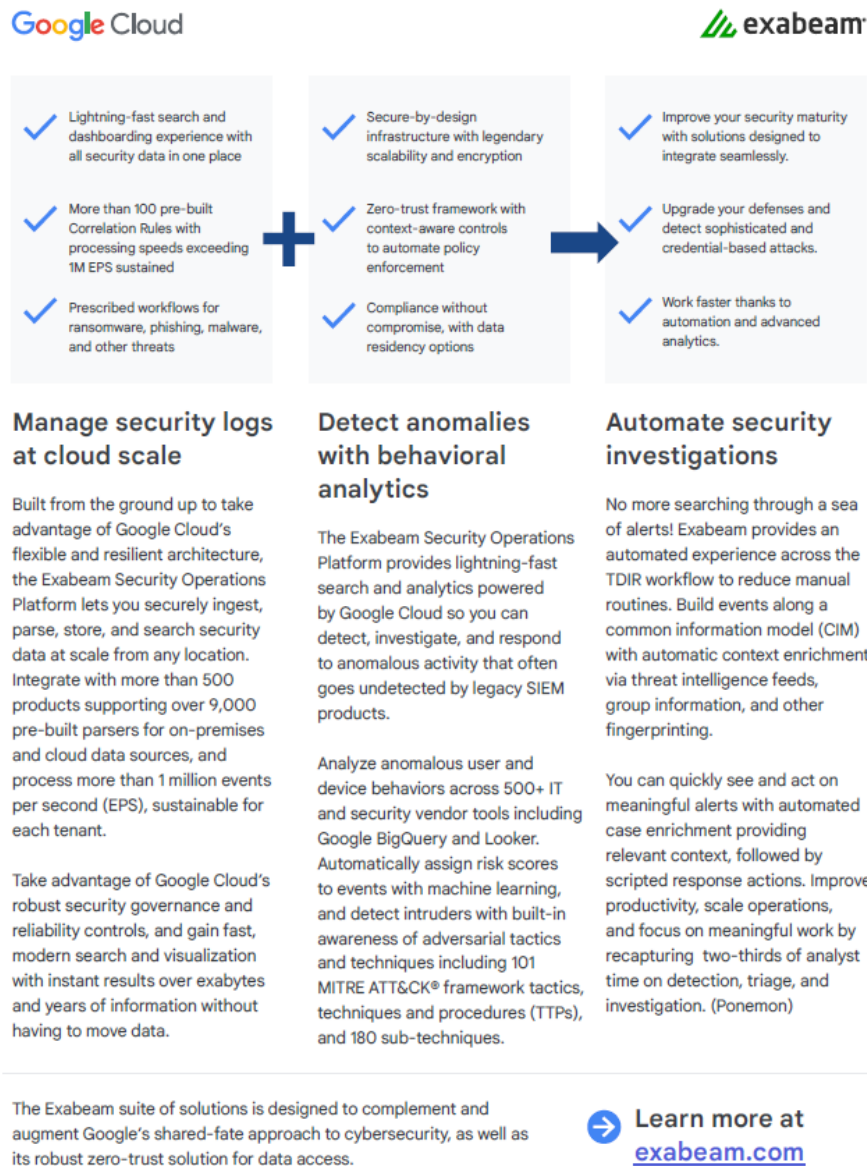 Google Cloud
exabeam
Lightning-fast search and
dashboarding experience with
all security data in one place
More than 100 pre-built
Correlation Rules with
processing speeds exceeding
1M EPS sustained
Prescribed workflows for
ransomware, phishing, malware,
and other threats
Secure-by-design
infrastructure with legendary
scalability and encryption
Zero-trust framework with
context-aware controls
to automate policy
enforcement
Compliance without
compromise, with data
residency options
Improve your security maturity
with solutions designed to
integrate seamlessly.
Upgrade your defenses and
detect sophisticated and
credential-based attacks.
Work faster thanks to
automation and advanced
analytics.
Manage security logs
at cloud scale
Built from the ground up to take
advantage of Google Cloud's
flexible and resilient architecture,
the Exabeam Security Operations
Platform lets you securely ingest,
parse, store, and search security
data at scale from any location.
Integrate with more than 500
products supporting over 9,000
pre-built parsers for on-premises
and cloud data sources, and
process more than 1 million events
per second (EPS), sustainable for
each tenant.
Take advantage of Google Cloud's
robust security governance and
reliability controls, and gain fast,
modern search and visualization
with instant results over exabytes
and years of information without
having to move data.
Detect anomalies
with behavioral
analytics
The Exabeam Security Operations
Platform provides lightning-fast
search and analytics powered
by Google Cloud so you can
detect, investigate, and respond
to anomalous activity that often
goes undetected by legacy SIEM
products.
Analyze anomalous user and
device behaviors across 500+ IT
and security vendor tools including
Google BigQuery and Looker.
Automatically assign risk scores
to events with machine learning,
and detect intruders with built-in
awareness of adversarial tactics
and techniques including 101
MITRE ATT&CK® framework tactics,
techniques and procedures (TTPs),
and 180 sub-techniques.
Automate security
investigations
No more searching through a sea
of alerts! Exabeam provides an
automated experience across the
TDIR workflow to reduce manual
routines. Build events along a
common information model (CIM)
with automatic context enrichment
via threat intelligence feeds,
group information, and other
fingerprinting.
You can quickly see and act on
meaningful alerts with automated
case enrichment providing
relevant context, followed by
scripted response actions. Improve
productivity, scale operations,
and focus on meaningful work by
recapturing two-thirds of analyst
time on detection, triage, and
investigation. (Ponemon)
The Exabeam suite of solutions is designed to complement and
augment Google's shared-fate approach to cybersecurity, as well as
its robust zero-trust solution for data access.
Learn more at
exabeam.com